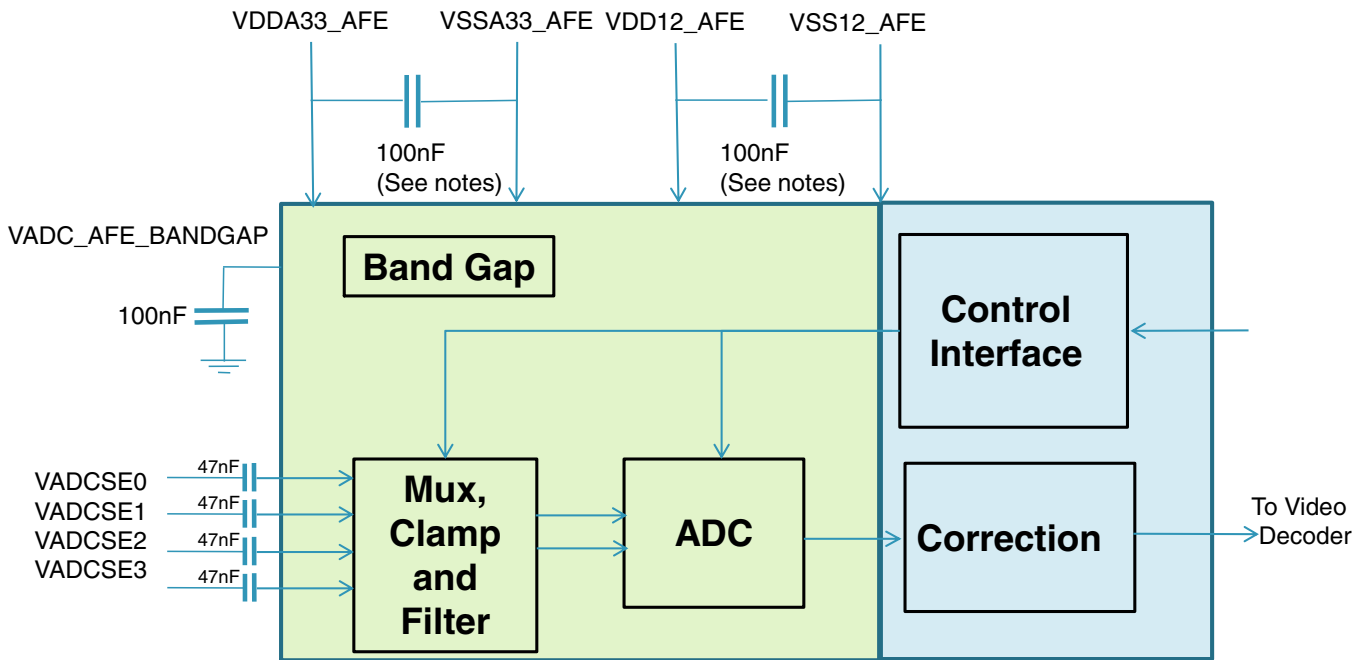 VDDA33_AFE
VSSA33_AFE
VDD12_AFE
VSS12_AFE
100nF
(See notes)
100nF
(See notes)
VADC_AFE_BANDGAP
100nF
Band Gap
Control
Interface
VADCSE0
VADCSE1
VADCSE2
VADCSE3
47nF
47nF
47nF
47nF
Mux,
Clamp
and
Filter
ADC
Correction
To Video
Decoder